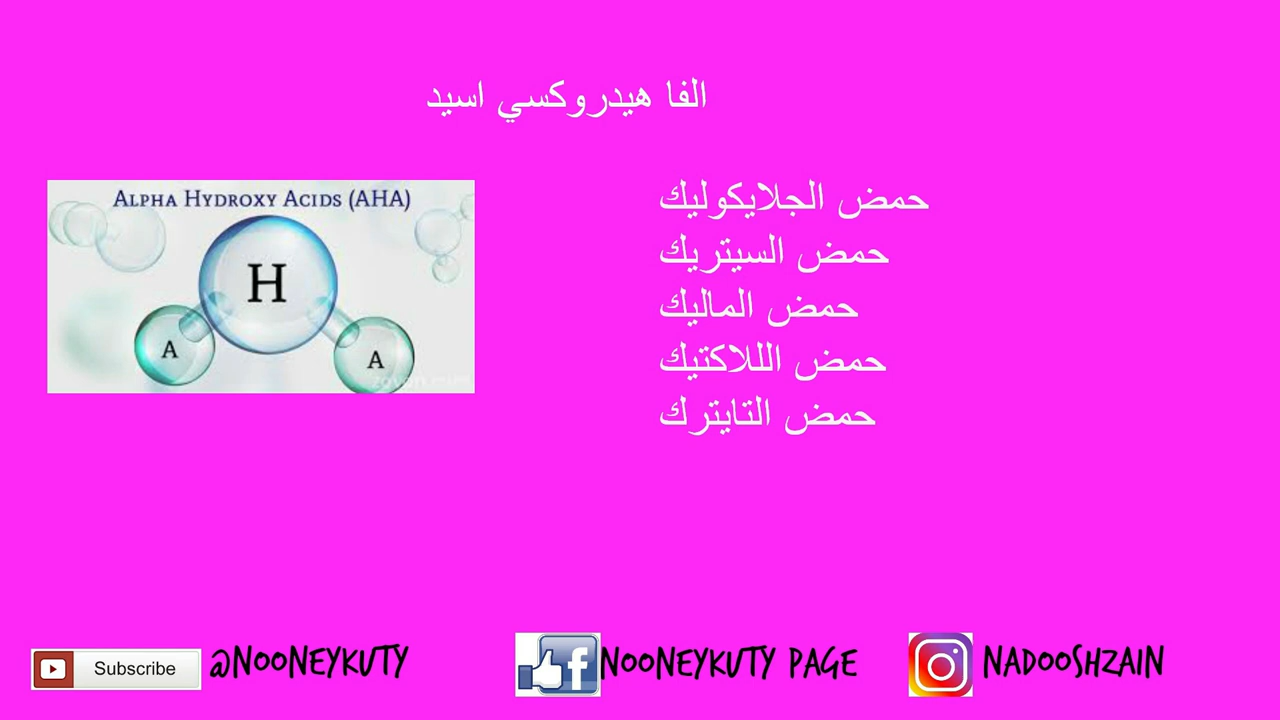 الفا هيدروكسي اسيد
ALPHA HYDROXY ACIDS (AHA)
H
A
A
حمض الجلايكوليك
حمض السيتريك
حمض الماليك
حمض اللاكتيك
حمض التايترك
Subscribe @NOONEYKUTY
f NOONEYKUTY PAGE
NADOOSHZAIN